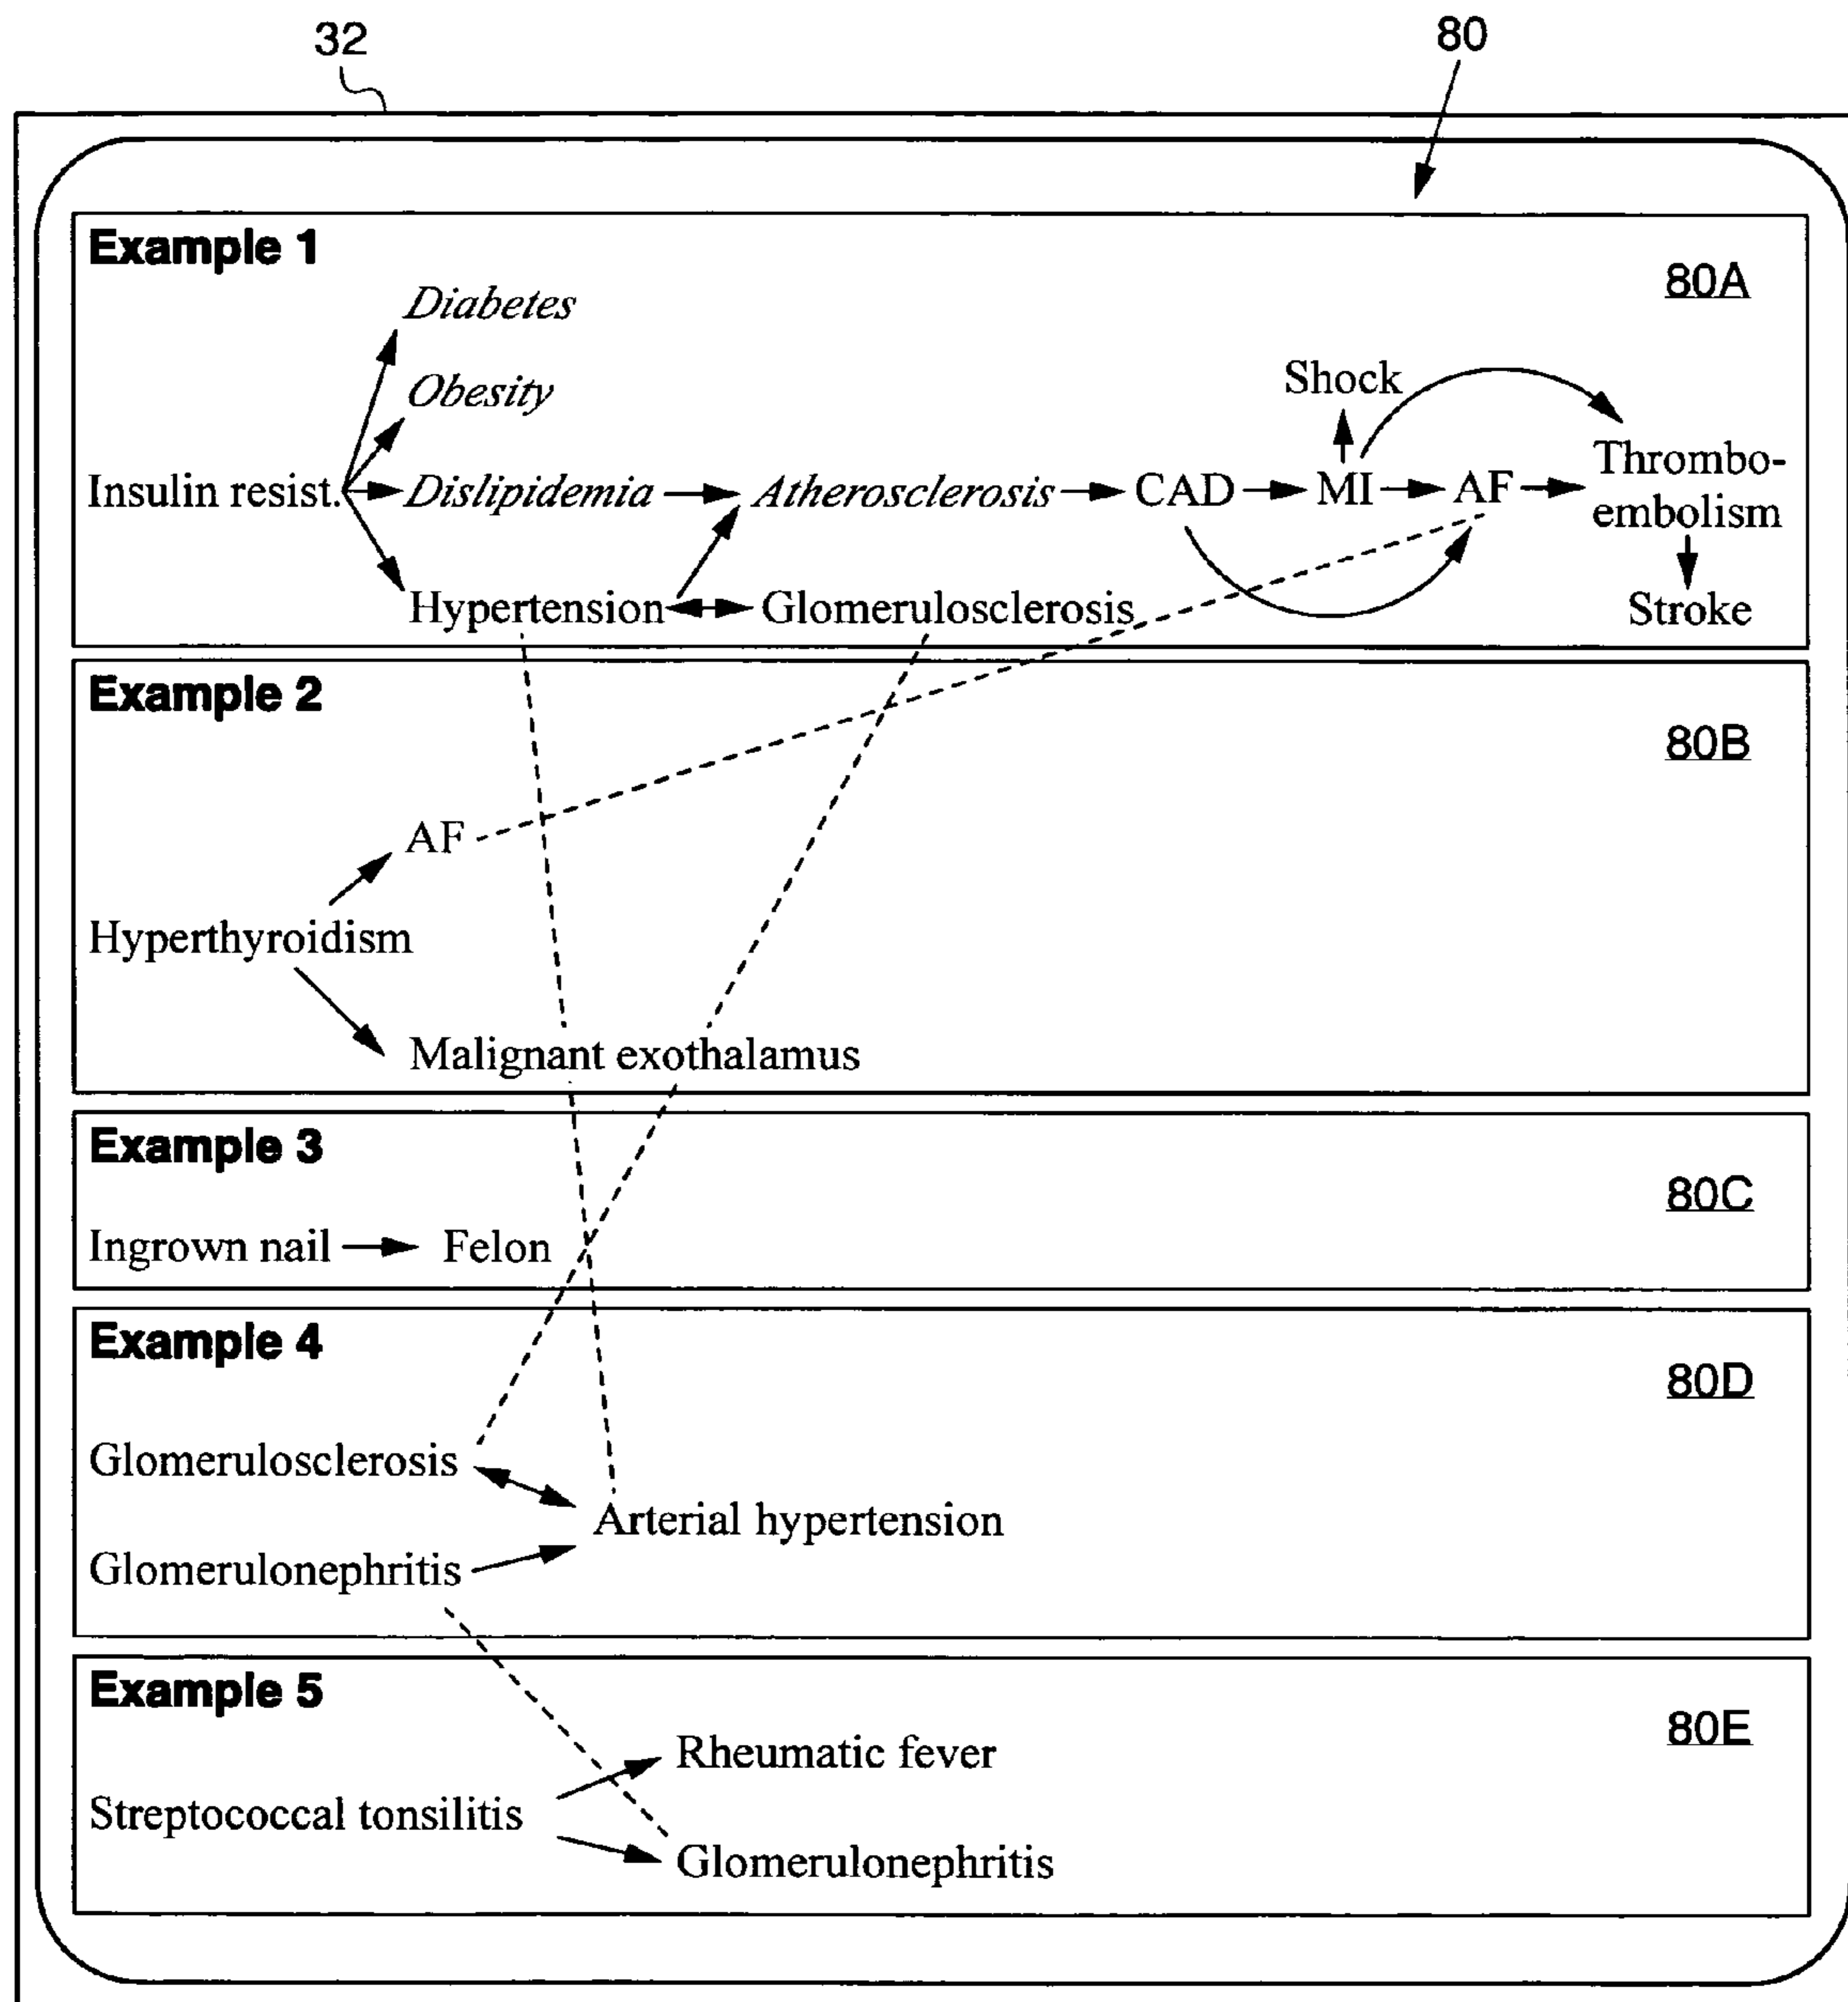 32
80
Example 1
80A
Diabetes
Obesity
Shock
Insulin resist.
Dislipidemia
Atherosclerosis
CAD
MI
AF
Thrombo-
embolism
Hypertension
Glomerulosclerosis
Stroke
Example 2
80B
AF
Hyperthyroidism
Malignant exothalamus
Example 3
80C
Ingrown nail
Felon
Example 4
80D
Glomerulosclerosis
Arterial hypertension
Glomerulonephritis
Example 5
80E
Rheumatic fever
Streptococcal tonsilitis
Glomerulonephritis